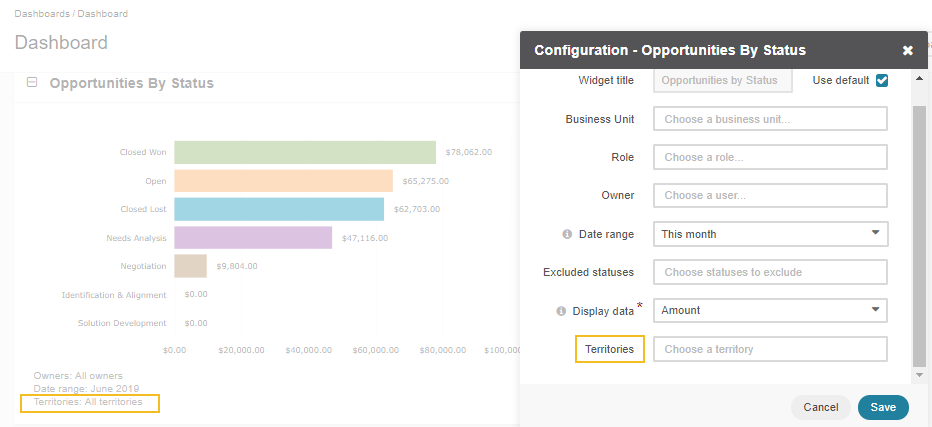 Dashboards / Dashboard
Dashboard
Opportunities By Status
Closed Won $78,062.00
Open $65,275.00
Closed Lost $62,703.00
Needs Analysis $47,116.00
Negotiation $9,804.00
Identification & Alignment $0.00
Solution Development $0.00
$0.00 $20,000.00 $40,000.00 $60,000.00 $80,000.00 $100,000
Owners: All owners
Date range: June 2019
Territories: All territories
Configuration - Opportunities By Status
Widget title Opportunities by Status Use default
Business Unit Choose a business unit...
Role Choose a role...
Owner Choose a user...
Date range This month
Excluded statuses Choose statuses to exclude
Display data * Amount
Territories Choose a territory
Cancel Save